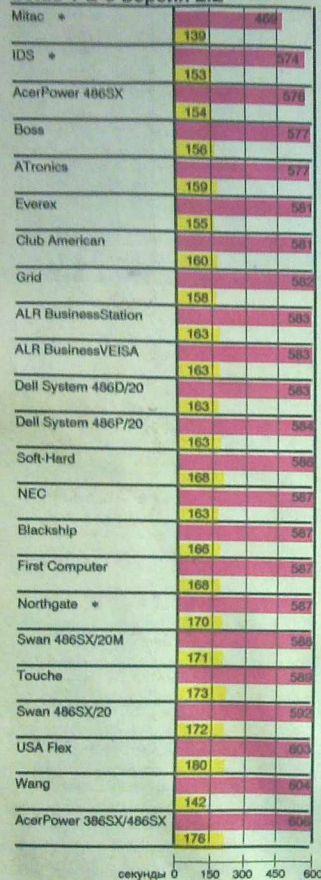 Mitac * 469
139
IDS * 574
153
AcerPower 486SX 576
154
Boss 577
156
ATronics 577
159
Everex 581
155
Club American 581
160
Grid 582
158
ALR BusinessStation 583
163
ALR BusinessVEISA 583
163
Dell System 486D/20 583
163
Dell System 486P/20 584
163
Soft-Hard 586
168
NEC 587
163
Blackship 587
166
First Computer 587
168
Northgate * 587
170
Swan 486SX/20M 588
171
Touche 589
173
Swan 486SX/20 592
172
USA Flex 603
180
Wang 604
142
AcerPower 386SX/486SX 606
176
секунды 0 150 300 450 600